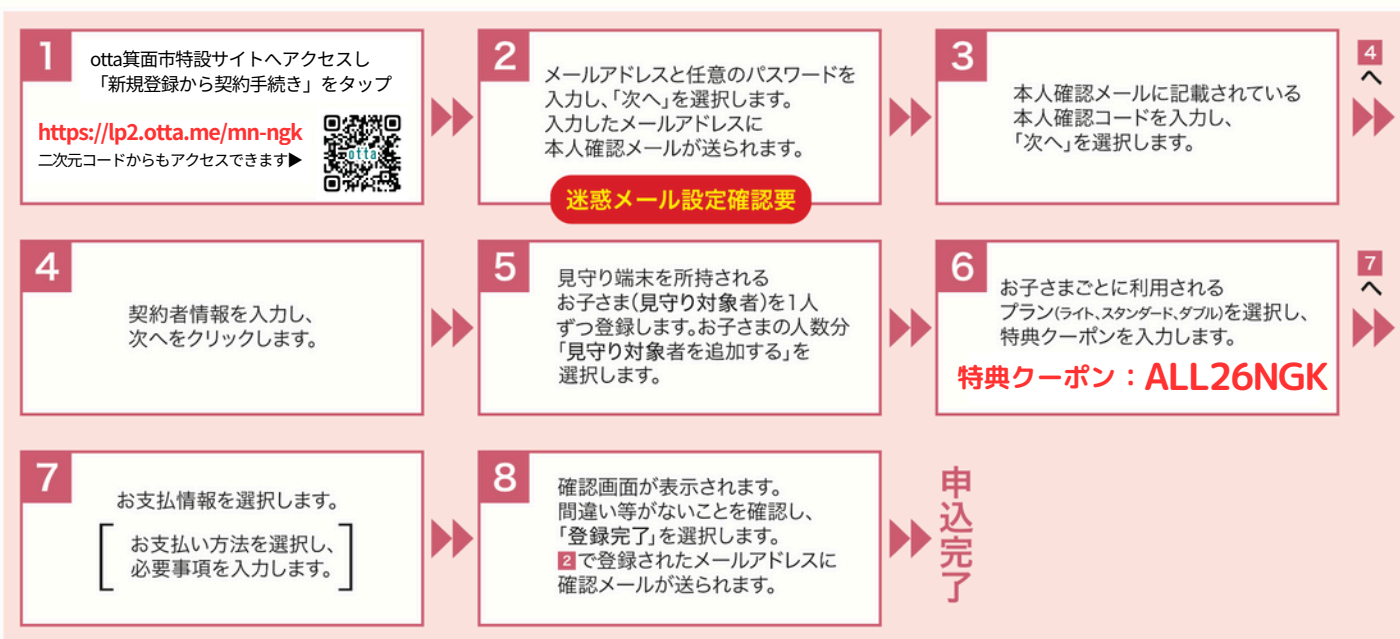 1
otta箕面市特設サイトへアクセスし
「新規登録から契約手続き」をタップ
https://lp2.otta.me/mn-ngk
二次元コードからもアクセスできます▶
otta
2
メールアドレスと任意のパスワードを
入力し、「次へ」を選択します。
入力したメールアドレスに
本人確認メールが送られます。
迷惑メール設定確認要
3
本人確認メールに記載されている
本人確認コードを入力し、
「次へ」を選択します。
4
へ
4
契約者情報を入力し、
次へをクリックします。
5
見守り端末を所持される
お子さま(見守り対象者)を1人
ずつ登録します。お子さまの人数分
「見守り対象者を追加する」を
選択します。
6
お子さまごとに利用される
プラン(ライト、スタンダード、ダブル)を選択し、
特典クーポンを入力します。
特典クーポン：ALL26NGK
7
へ
7
お支払情報を選択します。
お支払い方法を選択し、
必要事項を入力します。
8
確認画面が表示されます。
間違い等がないことを確認し、
「登録完了」を選択します。
2で登録されたメールアドレスに
確認メールが送られます。
申込完了